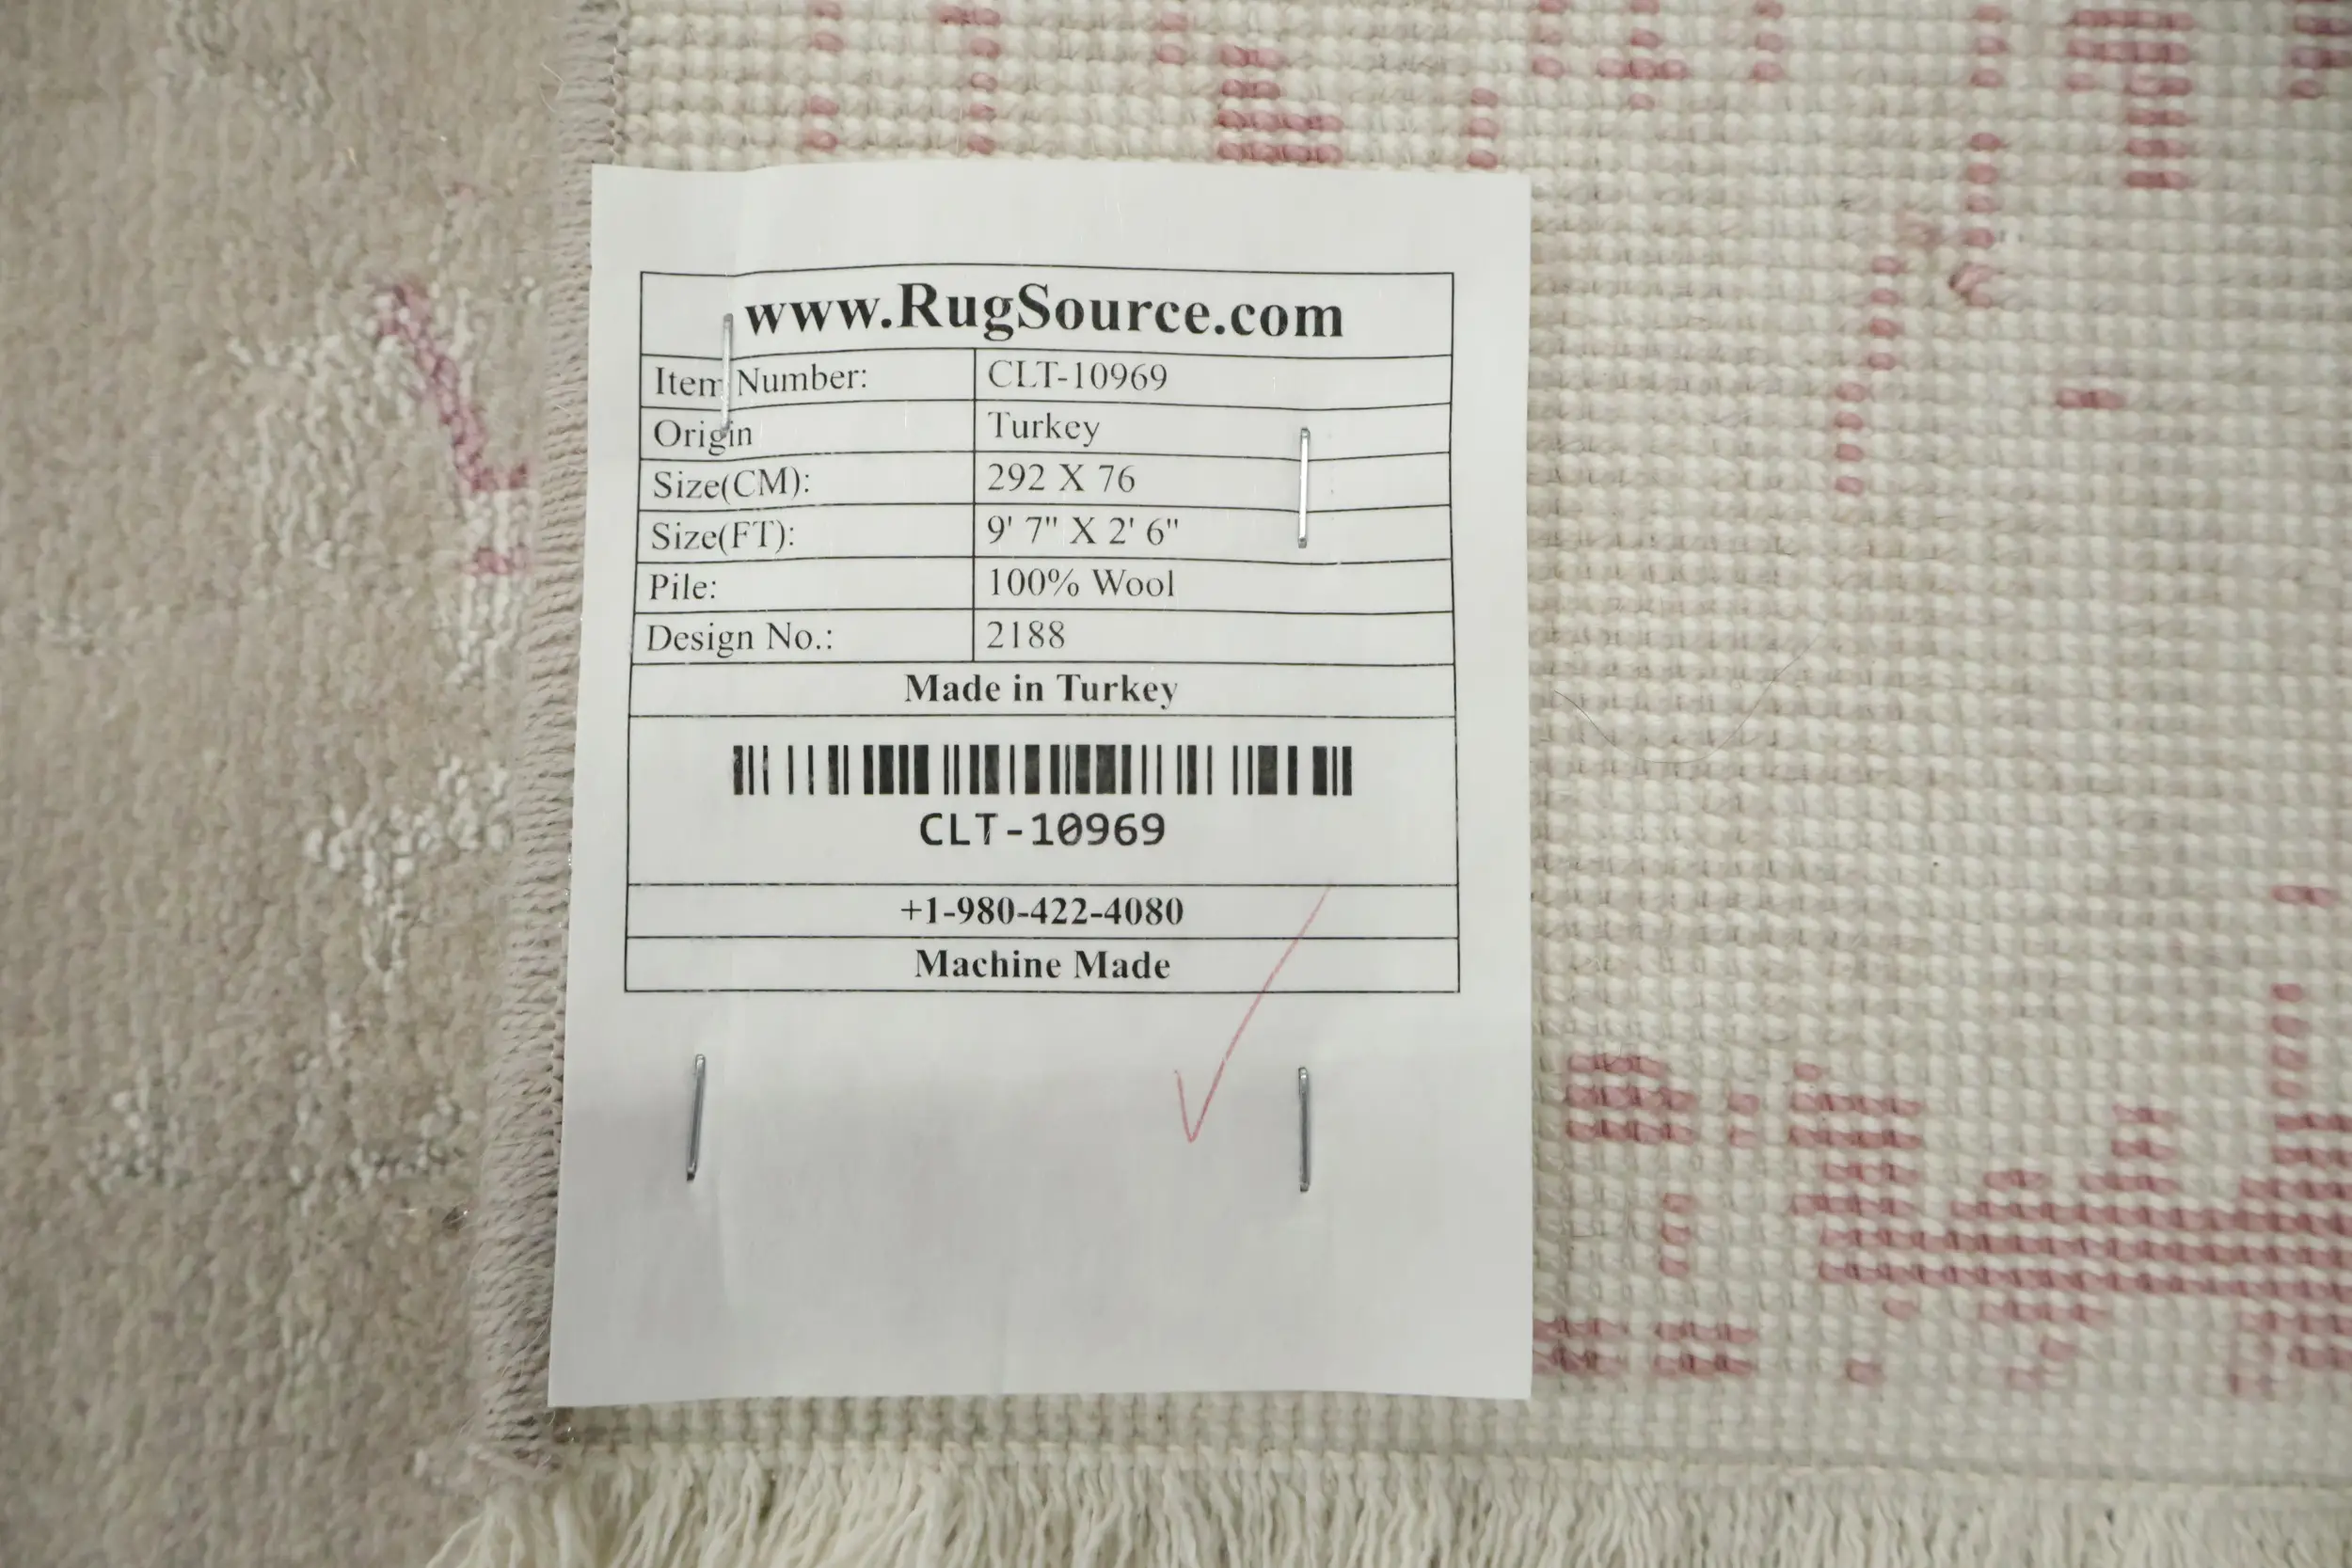 www.RugSource.com
Item Number: CLT-10969
Origin Turkey
Size(CM): 292 X 76
Size(FT): 9' 7" X 2' 6"
Pile: 100% Wool
Design No.: 2188
Made in Turkey
CLT-10969
+1-980-422-4080
Machine Made